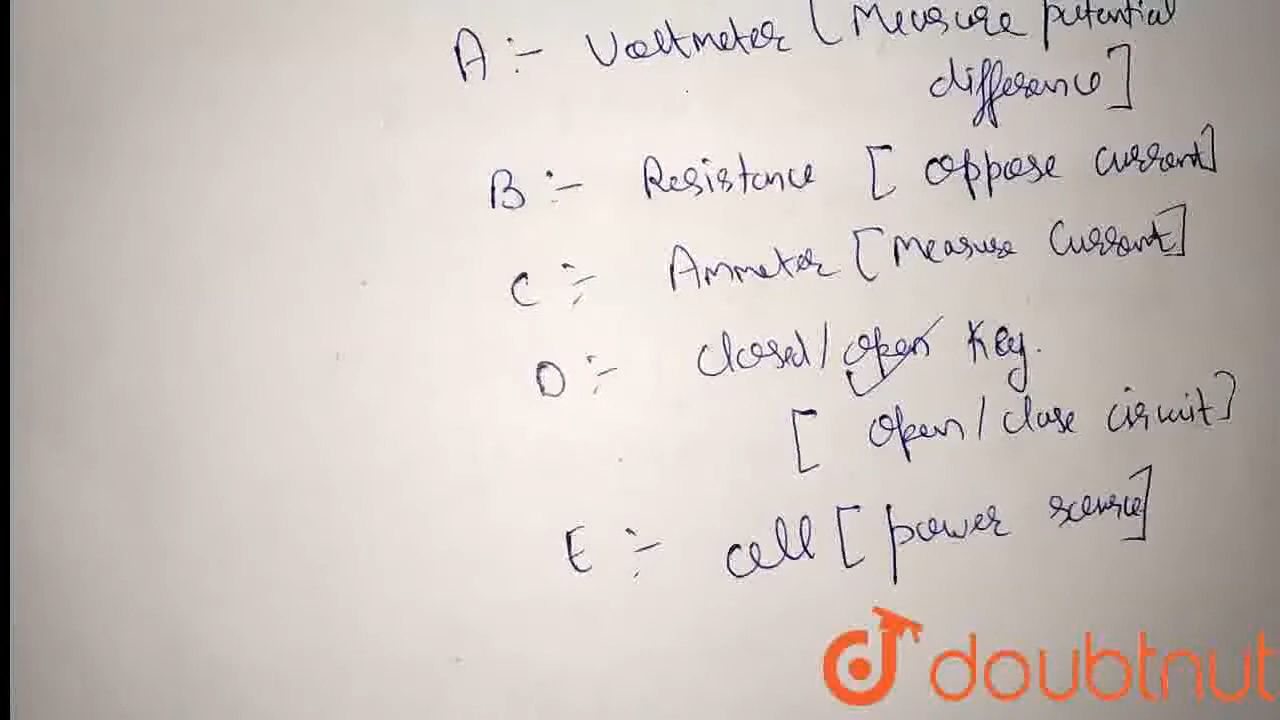 A :- Voltmeter [Measure potential
difference]
B :- Resistance [oppose current]
C :- Ammeter [Measure Current]
D :- Closed/open Key.
[open/close circuit]
E :- cell [power source]
doubtnut